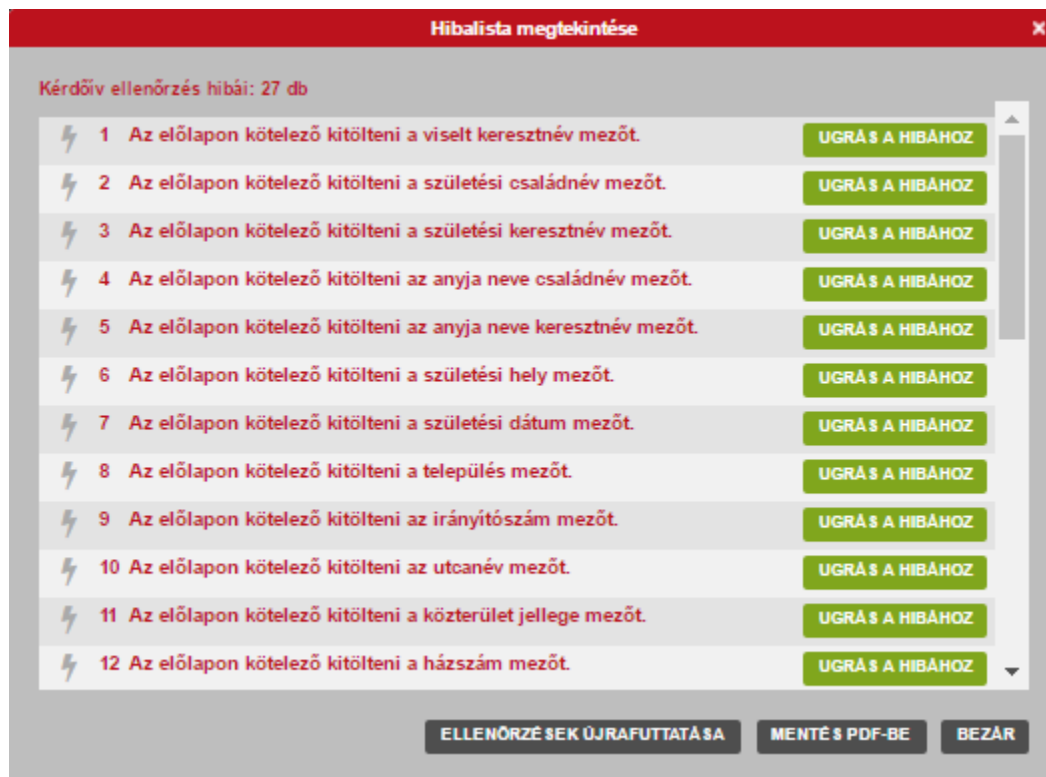 Hibalista megtekintése ×
Kérdőív ellenőrzés hibái: 27 db
1 Az előlapon kötelező kitölteni a viselt keresztnév mezőt. UGRÁS A HIBÁHOZ
2 Az előlapon kötelező kitölteni a születési családnév mezőt. UGRÁS A HIBÁHOZ
3 Az előlapon kötelező kitölteni a születési keresztnév mezőt. UGRÁS A HIBÁHOZ
4 Az előlapon kötelező kitölteni az anyja neve családnév mezőt. UGRÁS A HIBÁHOZ
5 Az előlapon kötelező kitölteni az anyja neve keresztnév mezőt. UGRÁS A HIBÁHOZ
6 Az előlapon kötelező kitölteni a születési hely mezőt. UGRÁS A HIBÁHOZ
7 Az előlapon kötelező kitölteni a születési dátum mezőt. UGRÁS A HIBÁHOZ
8 Az előlapon kötelező kitölteni a település mezőt. UGRÁS A HIBÁHOZ
9 Az előlapon kötelező kitölteni az irányítószám mezőt. UGRÁS A HIBÁHOZ
10 Az előlapon kötelező kitölteni az utcanév mezőt. UGRÁS A HIBÁHOZ
11 Az előlapon kötelező kitölteni a közterület jellege mezőt. UGRÁS A HIBÁHOZ
12 Az előlapon kötelező kitölteni a házszám mezőt. UGRÁS A HIBÁHOZ
ELLENŐRZÉSEK ÚJRAFUTTATÁSA MENTÉS PDF-BE BEZÁR